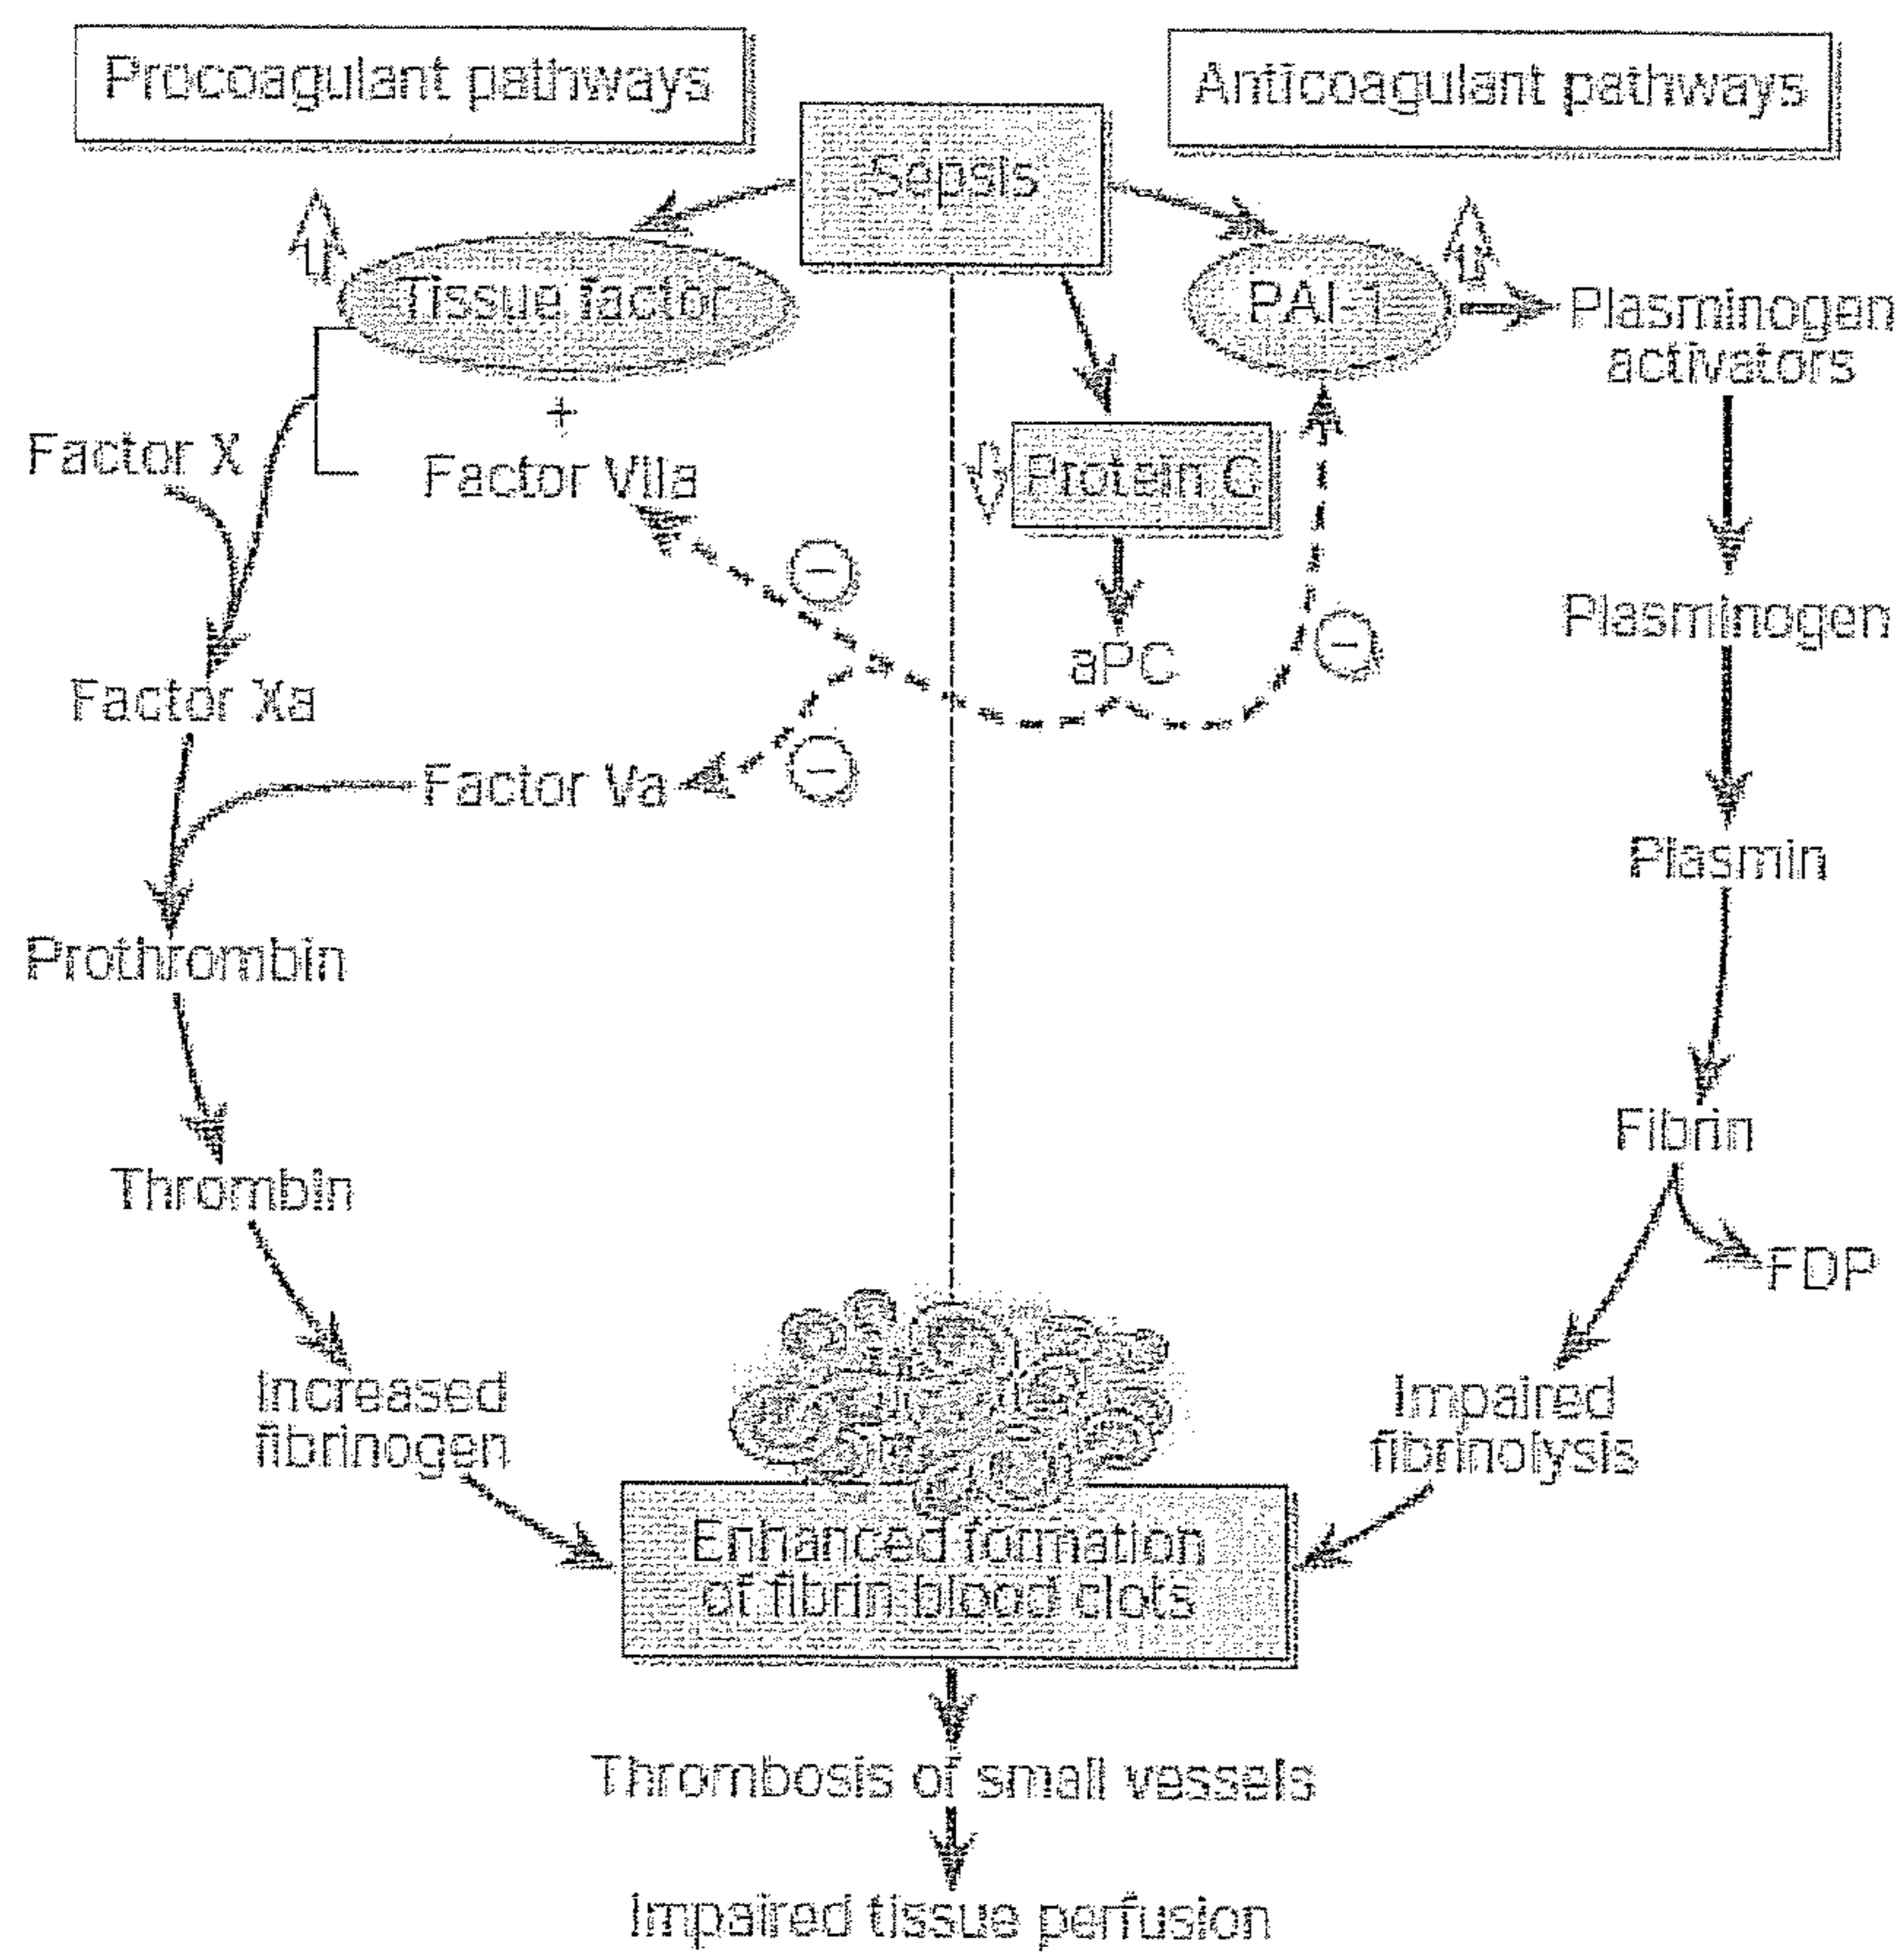 Procoagulant pathways
Anticoagulant pathways
Sepsis
Tissue factor
+
Factor VIIa
Factor X
PAI-1
Plasminogen
activators
Protein C
−
aPC
−
Plasminogen
Factor Xa
−
Factor Va
Plasmin
Prothrombin
Fibrin
Thrombin
FDP
Increased
fibrinogen
Impaired
fibrinolysis
Enhanced formation
of fibrin blood clots
Thrombosis of small vessels
Impaired tissue perfusion